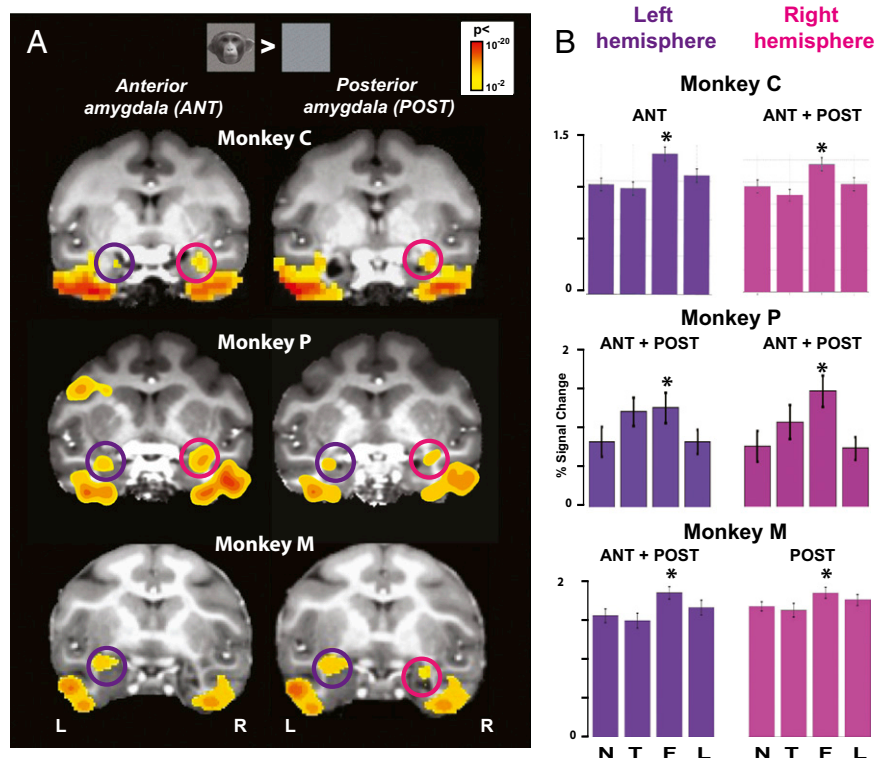 A
>
p<
10-20
10-2
Anterior
amygdala (ANT)
Posterior
amygdala (POST)
Monkey C
Monkey P
Monkey M
L
R
L
R
B
Left
hemisphere
Right
hemisphere
Monkey C
ANT
ANT + POST
1.5
*
*
1
0
Monkey P
ANT + POST
ANT + POST
2
*
*
% Signal Change
0
Monkey M
ANT + POST
POST
2
*
*
0
N T F L
N T F L